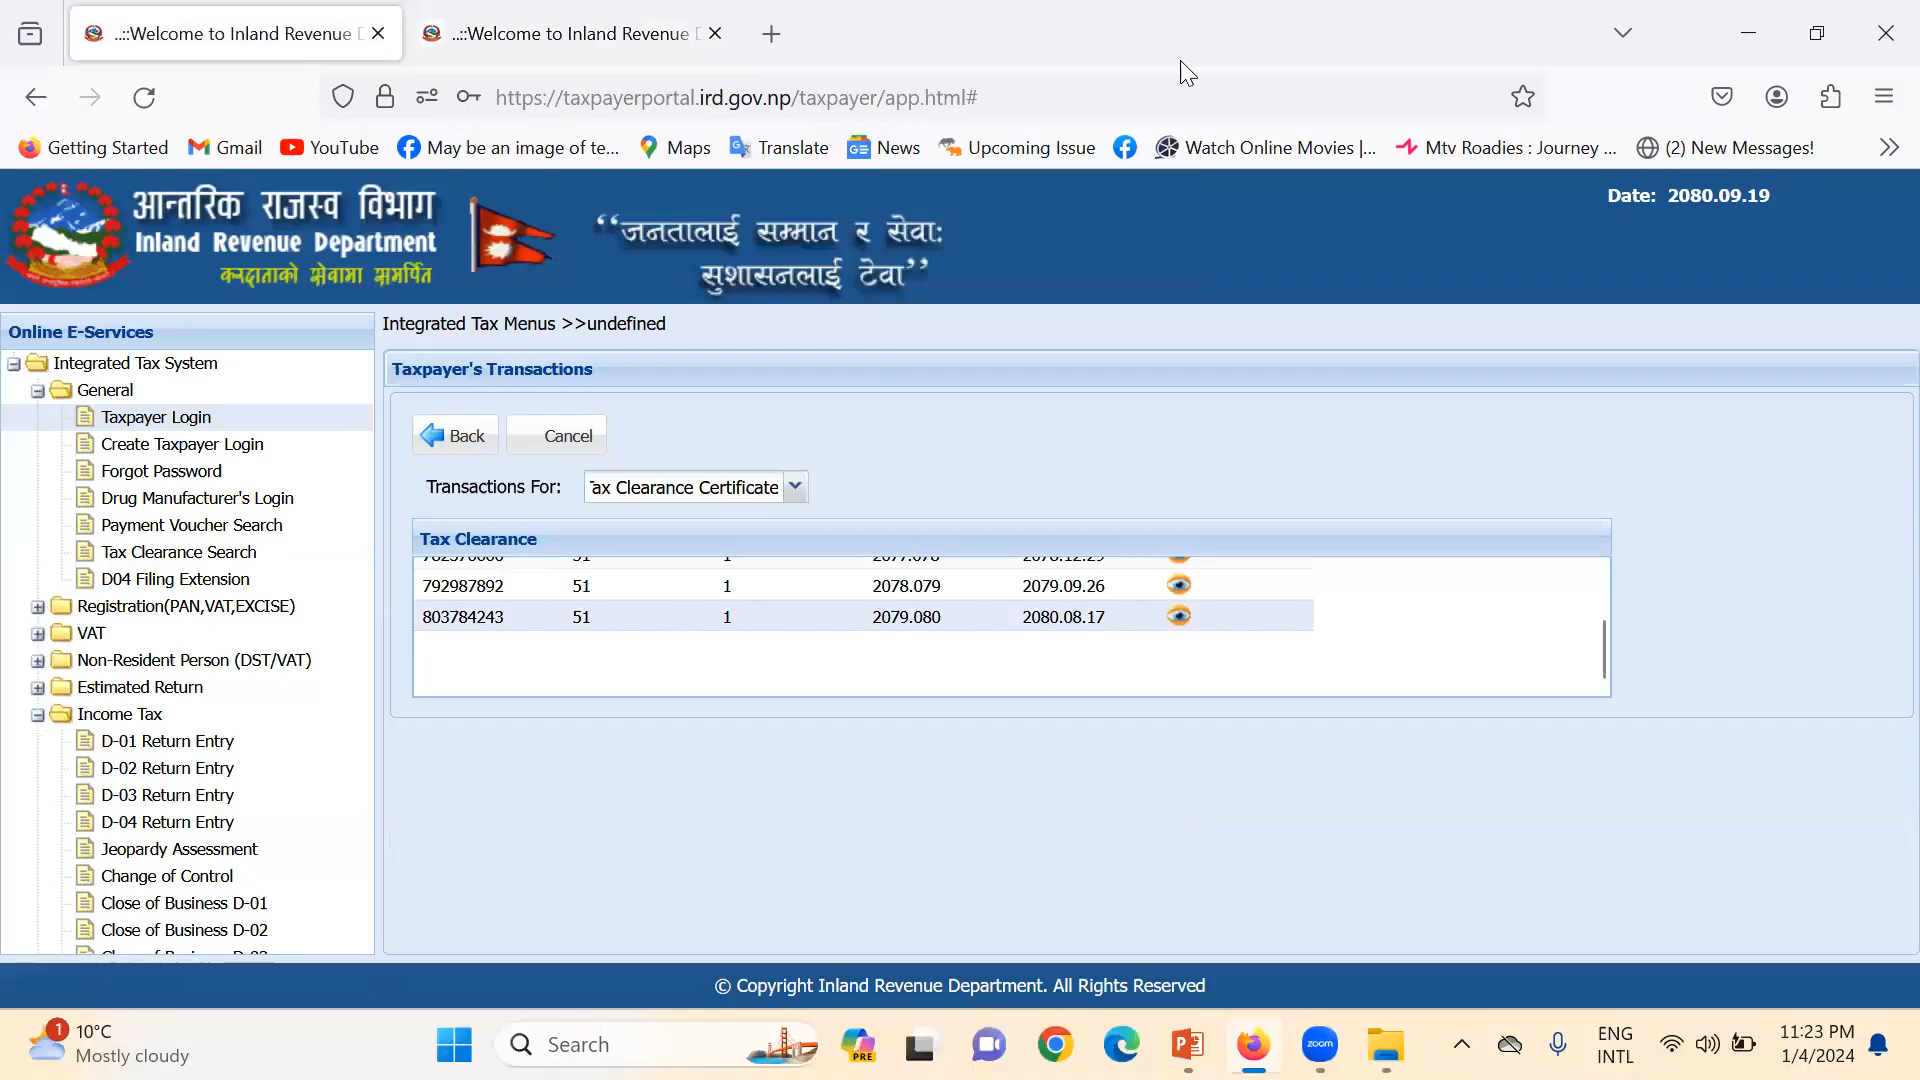 ..::Welcome to Inland Revenue D
..::Welcome to Inland Revenue D
https://taxpayerportal.ird.gov.np/taxpayer/app.html#
Getting Started
Gmail
YouTube
May be an image of te...
Maps
Translate
News
Upcoming Issue
Watch Online Movies |...
Mtv Roadies : Journey ...
(2) New Messages!
आन्तरिक राजस्व विभाग
Inland Revenue Department
करदाताको सेवामा समर्पित
“जनतालाई सम्मान र सेवा:
सुशासनलाई टेवा”
Date: 2080.09.19
Online E-Services
Integrated Tax System
General
Taxpayer Login
Create Taxpayer Login
Forgot Password
Drug Manufacturer's Login
Payment Voucher Search
Tax Clearance Search
D04 Filing Extension
Registration(PAN,VAT,EXCISE)
VAT
Non-Resident Person (DST/VAT)
Estimated Return
Income Tax
D-01 Return Entry
D-02 Return Entry
D-03 Return Entry
D-04 Return Entry
Jeopardy Assessment
Change of Control
Close of Business D-01
Close of Business D-02
Integrated Tax Menus >>undefined
Taxpayer's Transactions
Back
Cancel
Transactions For:
Tax Clearance Certificate
Tax Clearance
792987892 51 1 2078.079 2079.09.26
803784243 51 1 2079.080 2080.08.17
© Copyright Inland Revenue Department. All Rights Reserved
1
10°C
Mostly cloudy
Search
PRE
zoom
ENG
INTL
11:23 PM
1/4/2024